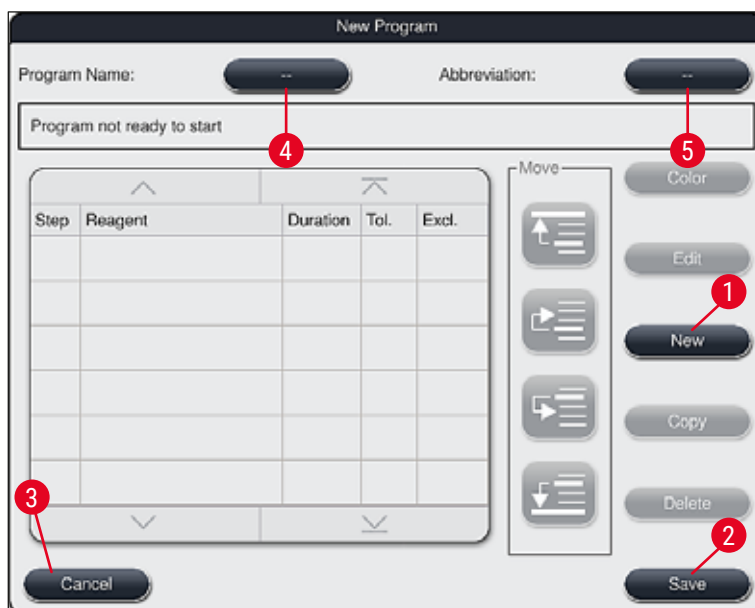 New Program
Program Name: -- Abbreviation: --
4 5
Program not ready to start
Move
Color
Step Reagent Duration Tol. Excl.
Edit
1
New
Copy
3
Delete
2
Cancel Save